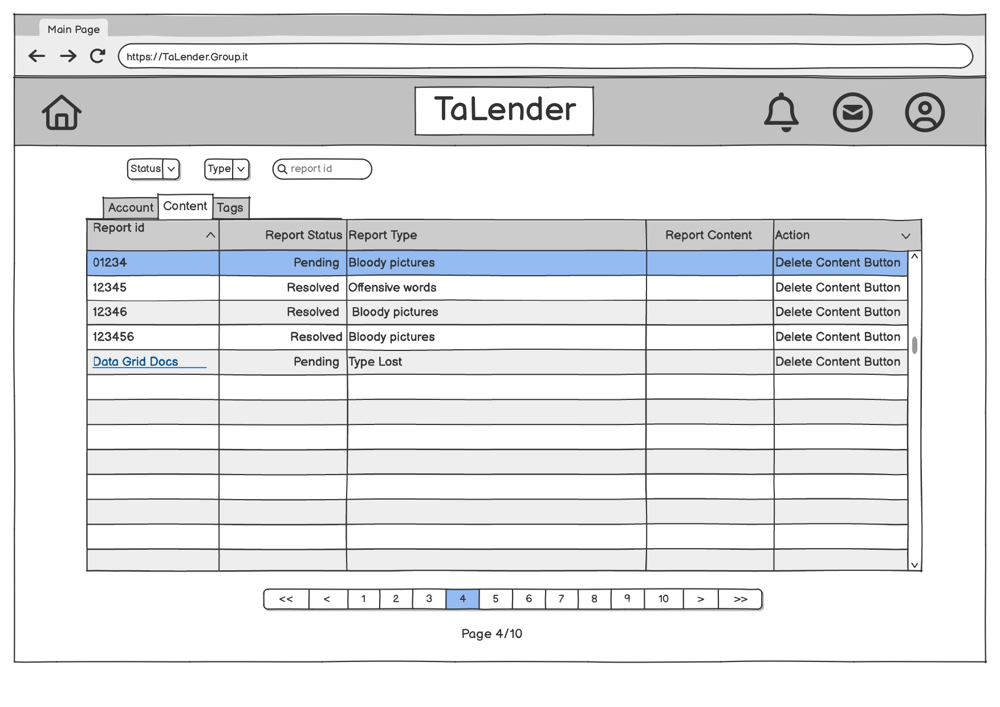 Main Page
https://TaLender.Group.it
TaLender
Status Type report id
Account Content Tags
Report id Report Status Report Type Report Content Action
01234 Pending Bloody pictures Delete Content Button
12345 Resolved Offensive words Delete Content Button
12346 Resolved Bloody pictures Delete Content Button
123456 Resolved Bloody pictures Delete Content Button
Data Grid Docs Pending Type Lost Delete Content Button
<< < 1 2 3 4 5 6 7 8 9 10 > >>
Page 4/10